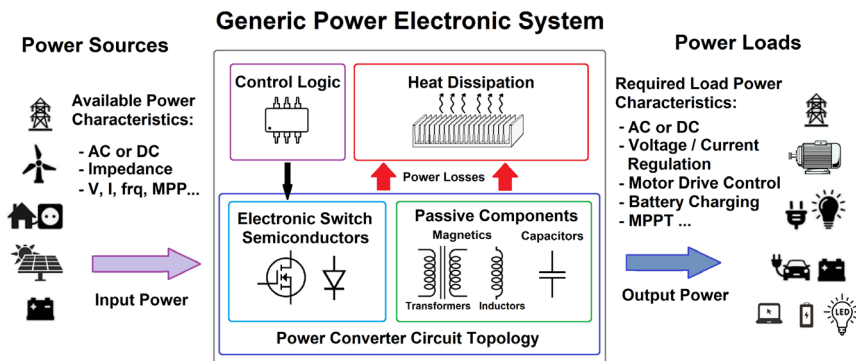 Generic Power Electronic System
Power Sources
Available Power
Characteristics:
- AC or DC
- Impedance
- V, I, frq, MPP...
Input Power
Control Logic
Heat Dissipation
Power Losses
Electronic Switch
Semiconductors
Passive Components
Magnetics
Capacitors
Transformers
Inductors
Power Converter Circuit Topology
Power Loads
Required Load Power
Characteristics:
- AC or DC
- Voltage / Current
Regulation
- Motor Drive Control
- Battery Charging
- MPPT ...
Output Power
LED